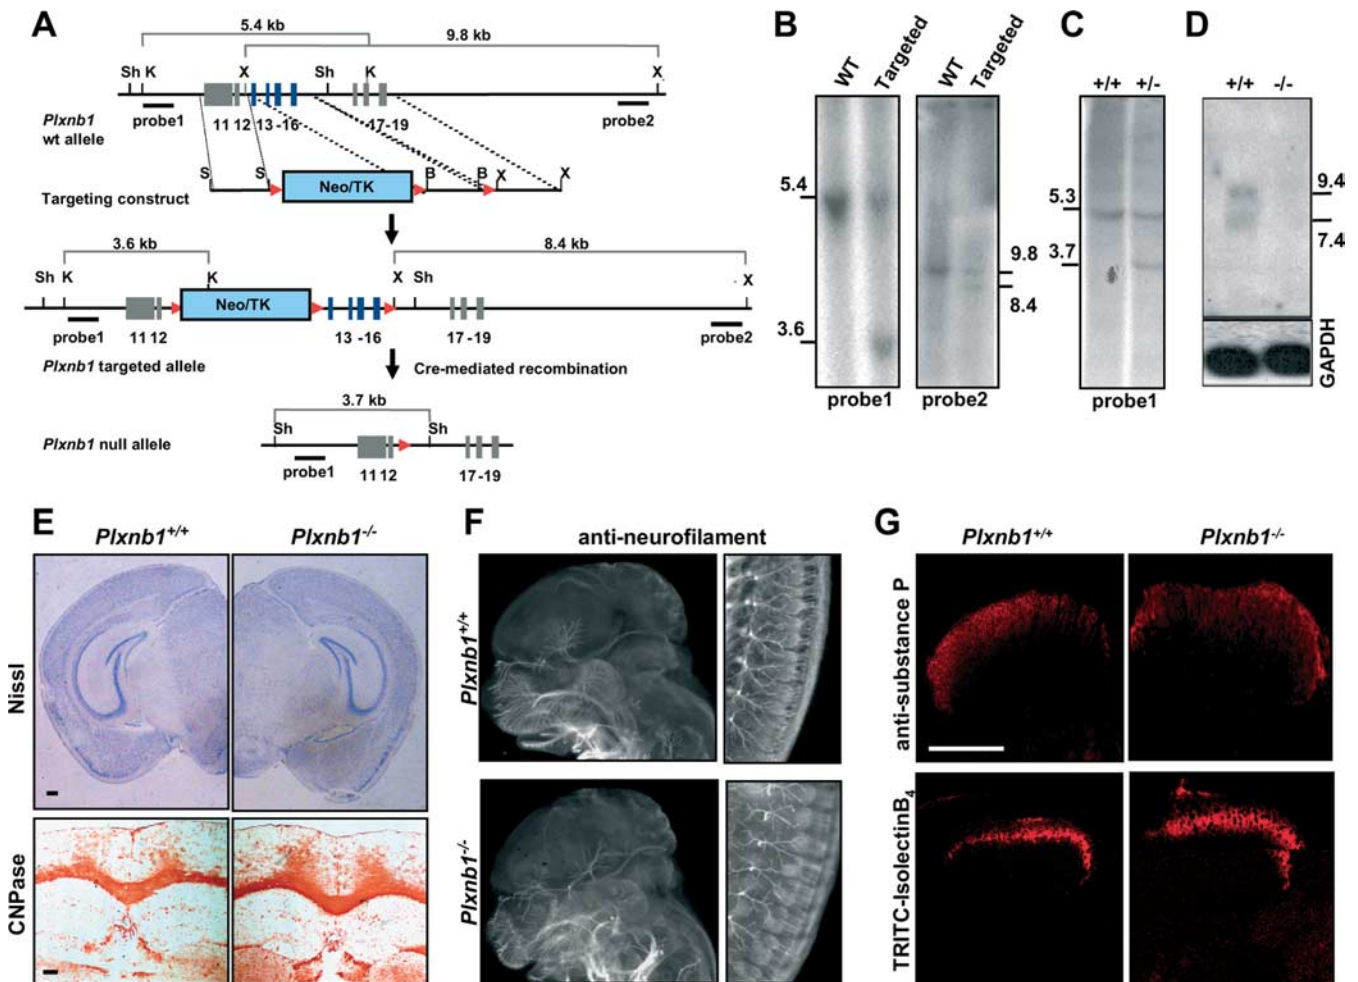 A
5.4 kb
9.8 kb
Sh K X Sh K X
probe1 11 12 13 -16 17 -19 probe2
Plxnb1
wt allele
S S B B X X
Neo/TK
Targeting construct
3.6 kb
8.4 kb
Sh K K X Sh X
Neo/TK
probe1 11 12 13 -16 17 -19 probe2
Plxnb1 targeted allele
Cre-mediated recombination
3.7 kb
Sh Sh
Plxnb1 null allele
probe1 11 12 17 -19
B
WT Targeted WT Targeted
5.4
3.6
9.8
8.4
probe1 probe2
C
+/+ +/-
5.3
3.7
probe1
D
+/+ -/-
9.4
7.4
GAPDH
E
Plxnb1+/+ Plxnb1-/-
Nissl
CNPase
F
anti-neurofilament
Plxnb1+/+
Plxnb1-/-
G
Plxnb1+/+ Plxnb1-/-
anti-substance P
TRITC-IsolectinB4